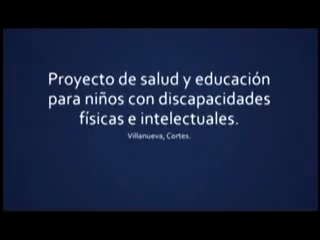 Proyecto de salud y educación
para niños con discapacidades
físicas e intelectuales.
Villanueva, Cortes.